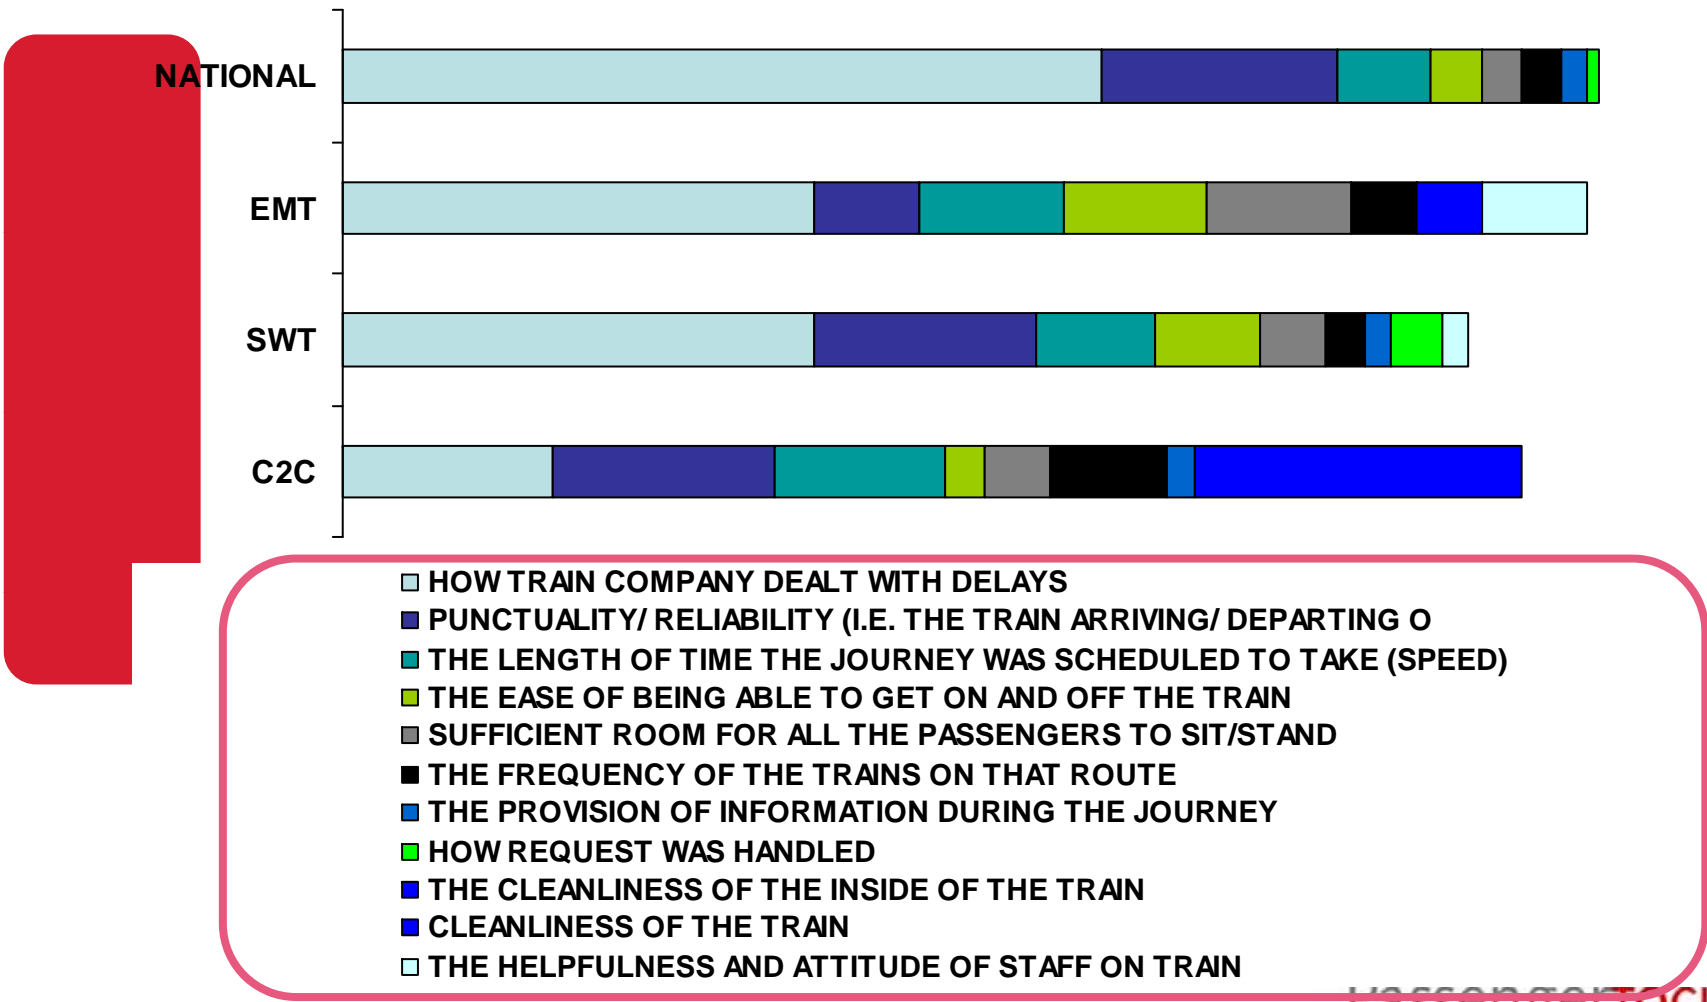 NATIONAL
EMT
SWT
C2C
HOW TRAIN COMPANY DEALT WITH DELAYS
PUNCTUALITY/ RELIABILITY (I.E. THE TRAIN ARRIVING/ DEPARTING O
THE LENGTH OF TIME THE JOURNEY WAS SCHEDULED TO TAKE (SPEED)
THE EASE OF BEING ABLE TO GET ON AND OFF THE TRAIN
SUFFICIENT ROOM FOR ALL THE PASSENGERS TO SIT/STAND
THE FREQUENCY OF THE TRAINS ON THAT ROUTE
THE PROVISION OF INFORMATION DURING THE JOURNEY
HOW REQUEST WAS HANDLED
THE CLEANLINESS OF THE INSIDE OF THE TRAIN
CLEANLINESS OF THE TRAIN
THE HELPFULNESS AND ATTITUDE OF STAFF ON TRAIN